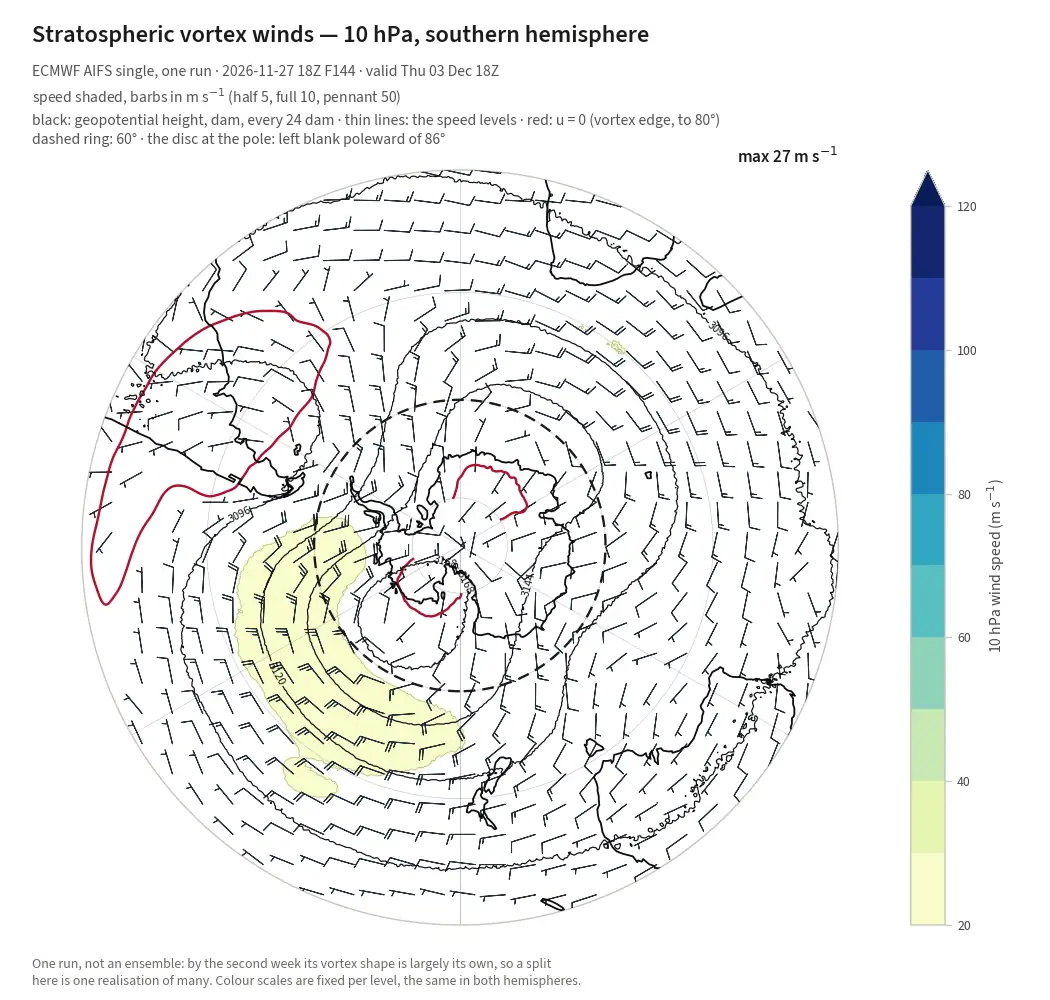 Stratospheric vortex winds — 10 hPa, southern hemisphere
ECMWF AIFS single, one run · 2026-11-27 18Z F144 · valid Thu 03 Dec 18Z
speed shaded, barbs in m s⁻¹ (half 5, full 10, pennant 50)
black: geopotential height, dam, every 24 dam · thin lines: the speed levels · red: u = 0 (vortex edge, to 80°)
dashed ring: 60° · the disc at the pole: left blank poleward of 86°
max 27 m s⁻¹
120
100
80
60
40
20
10 hPa wind speed (m s⁻¹)
3096
3096
3168
3168
3144
3120
One run, not an ensemble: by the second week its vortex shape is largely its own, so a split
here is one realisation of many. Colour scales are fixed per level, the same in both hemispheres.